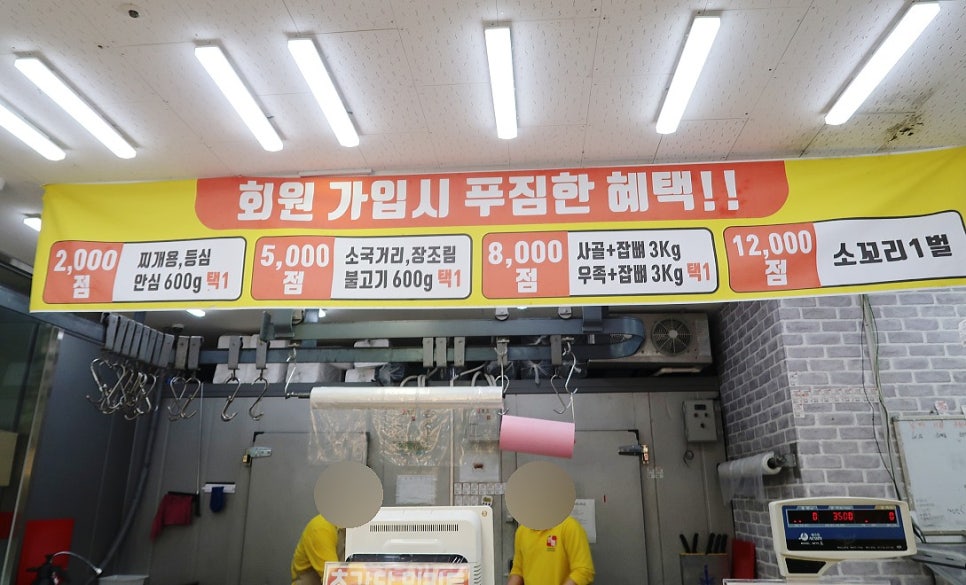 회원 가입시 푸짐한 혜택!!
2,000
점
찌개용,등심
안심 600g 택1
5,000
점
소국거리,장조림
불고기 600g 택1
8,000
점
사골+잡뼈 3Kg
우족+잡뼈 3Kg 택1
12,000
점
소꼬리 1벌
0 3500 0